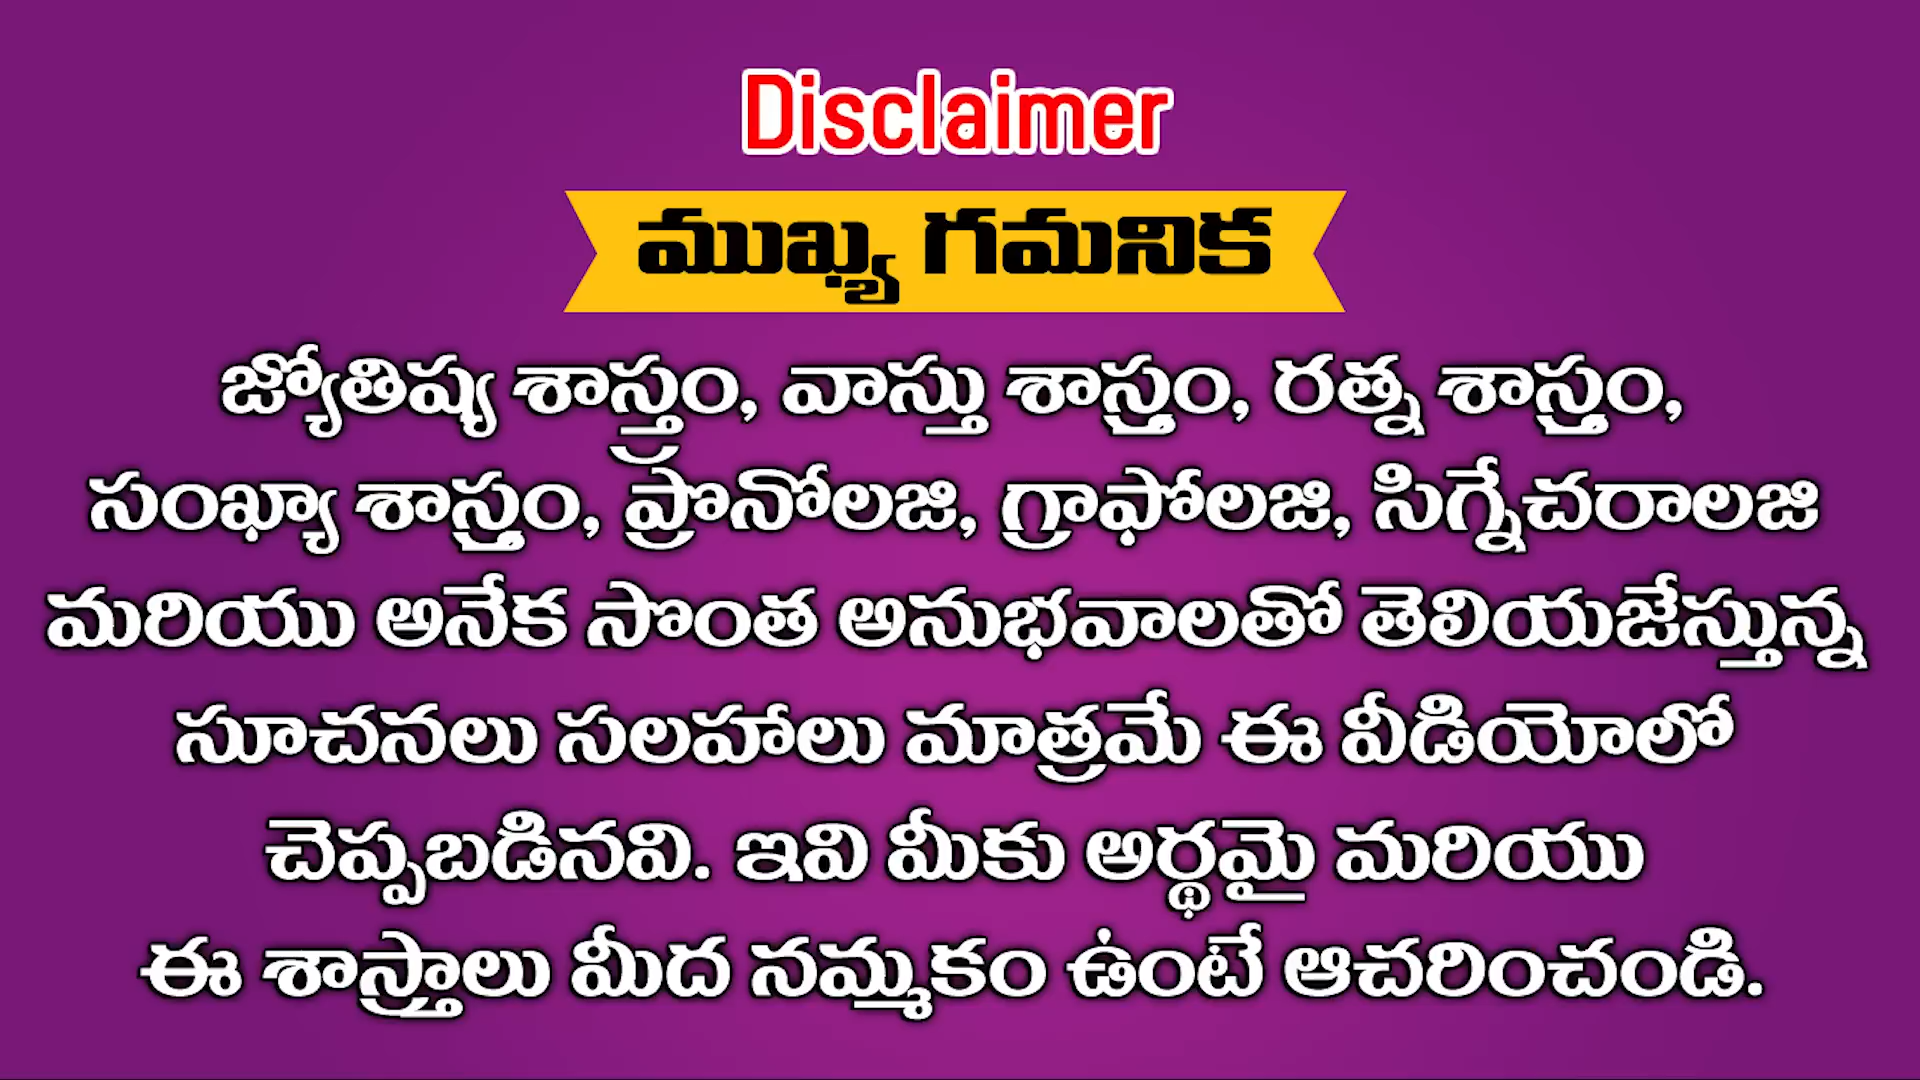 Disclaimer
ముఖ్య గమనిక
జ్యోతిష్య శాస్త్రం, వాస్తు శాస్త్రం, రత్న శాస్త్రం,
సంఖ్యా శాస్త్రం, ప్రొనోలజి, గ్రాఫోలజి, సిగ్నేచరాలజి
మరియు అనేక సొంత అనుభవాలతో తెలియజేస్తున్న
సూచనలు సలహాలు మాత్రమే ఈ వీడియోలో
చెప్పబడినవి. ఇవి మీకు అర్థమై మరియు
ఈ శాస్త్రాలు మీద నమ్మకం ఉంటే ఆచరించండి.